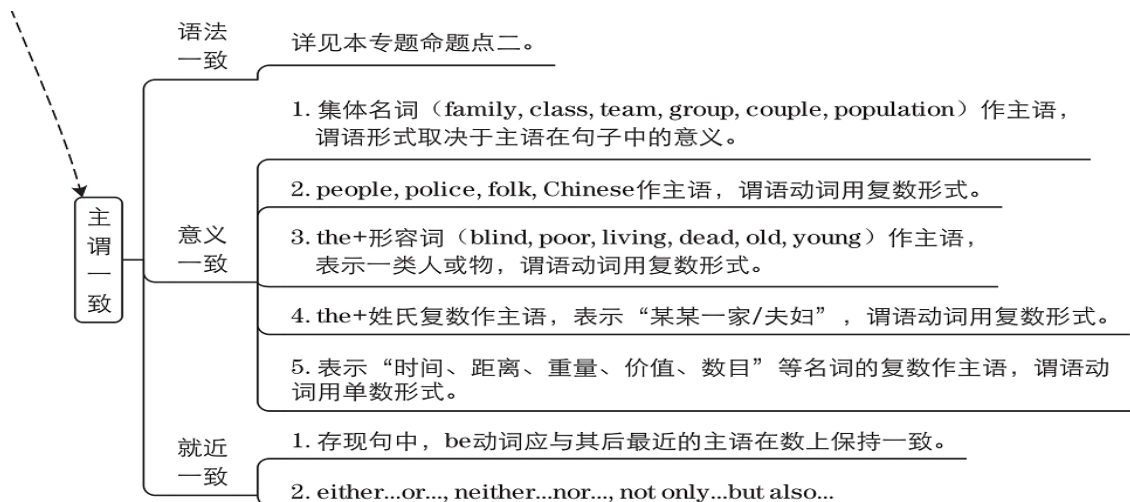 语法
一致
详见本专题命题点二。
主
谓
一
致
意义
一致
1. 集体名词（family, class, team, group, couple, population）作主语，
谓语形式取决于主语在句子中的意义。
2. people, police, folk, Chinese作主语，谓语动词用复数形式。
3. the+形容词（blind, poor, living, dead, old, young）作主语，
表示一类人或物，谓语动词用复数形式。
4. the+姓氏复数作主语，表示“某某一家/夫妇”，谓语动词用复数形式。
5. 表示“时间、距离、重量、价值、数目”等名词的复数作主语，谓语动
词用单数形式。
就近
一致
1. 存现句中，be动词应与其后最近的主语在数上保持一致。
2. either...or..., neither...nor..., not only...but also...